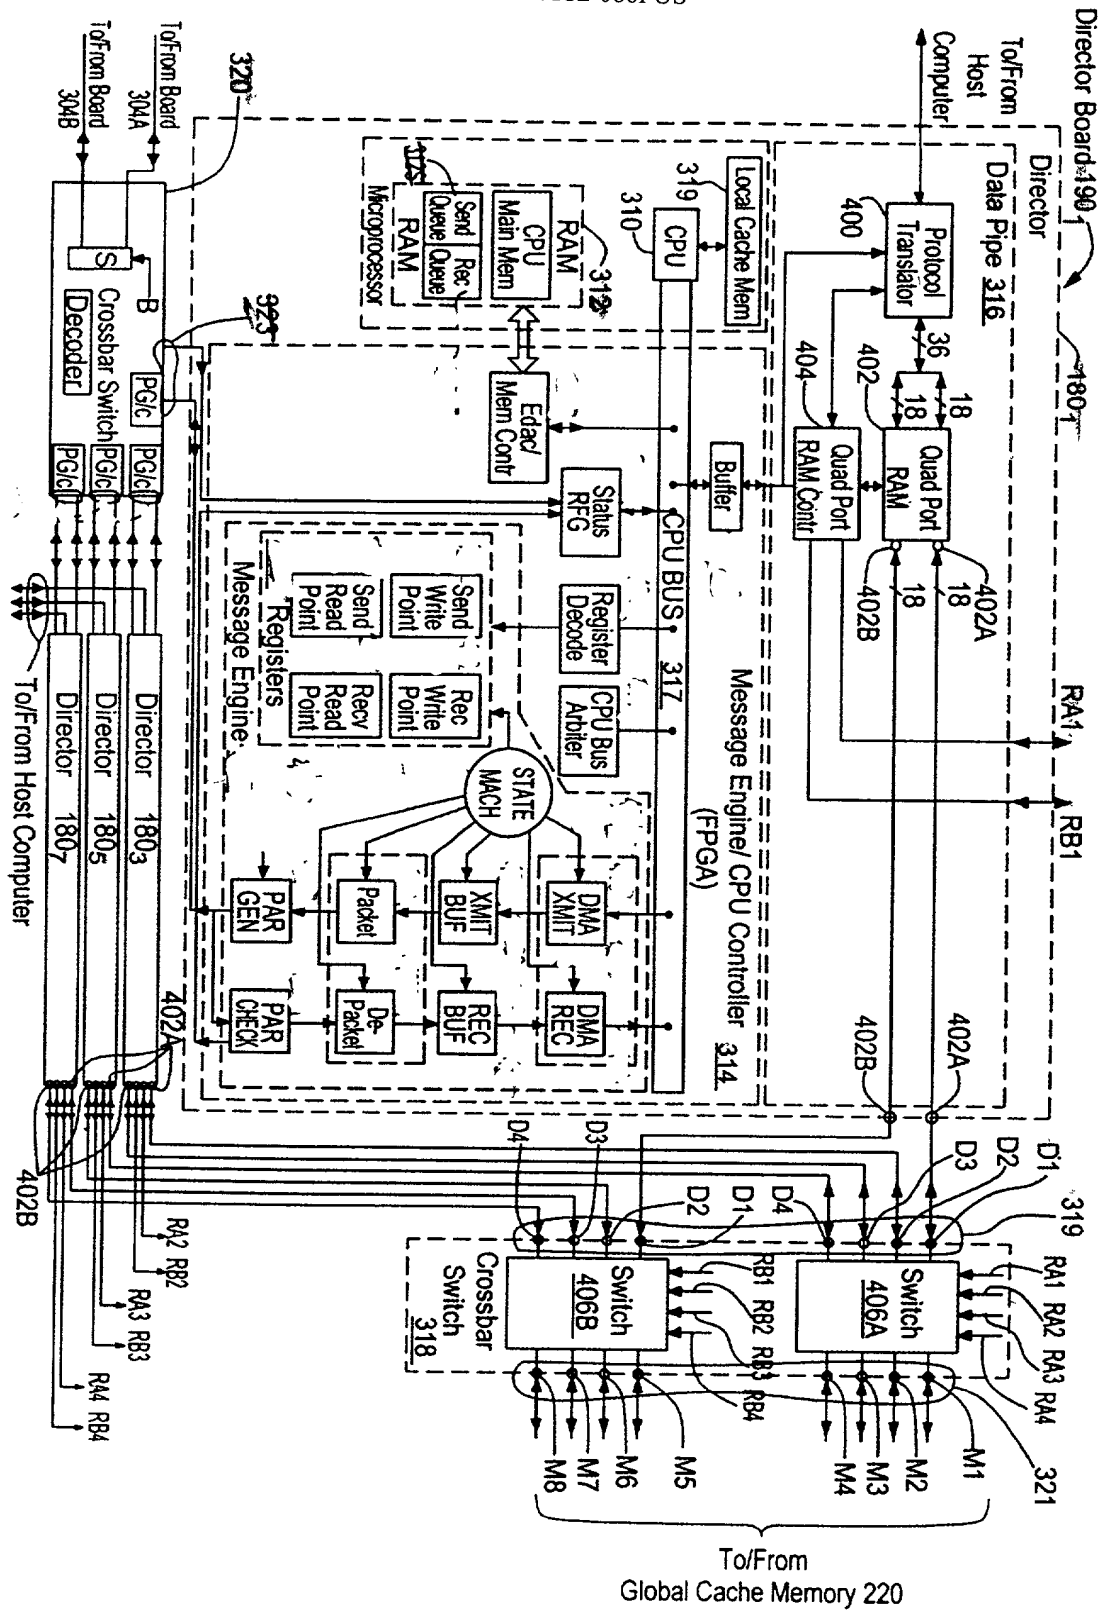 Director Board 190₁
To/From
Host
Computer
Director
180₁
Data Pipe 316
Protocol
Translator
400
36
18
18
402
404
Quad Port
RAM
Quad Port
RAM Contr
402A
402B
18
18
RA1
RB1
402A
402B
Local Cache Mem
319
310
CPU
RAM
312
CPU
Main Mem
Send
Queue
Rec
Queue
RAM
Microprocessor
Buffer
CPU BUS
317
Message Engine/ CPU Controller
(FPGA)
314
Edac/
Mem Contr
Status
RFG
Register
Decode
CPU Bus
Arbiter
Send
Write
Point
Rec
Write
Point
Send
Read
Point
Recv
Read
Point
Registers
Message Engine
STATE
MACH
DMA
XMIT
DMA
REC
XMIT
BUF
REC
BUF
Packet
De-
Packet
PAR
GEN
PAR
CHECK
320
323
To/From Board
304A
To/From Board
304B
S
B
Crossbar Switch
Decoder
PG/c
PG/c
PG/c
PG/c
Director 180₃
Director 180₅
Director 180₇
To/From Host Computer
402A
402B
RA2
RB2
RA3
RB3
RA4
RB4
D1
D2
D3
D4
D1
D2
D3
D4
319
Switch
406A
Switch
406B
Crossbar
Switch
318
RA1
RA2
RA3
RA4
RB1
RB2
RB3
RB4
321
M1
M2
M3
M4
M5
M6
M7
M8
To/From
Global Cache Memory 220